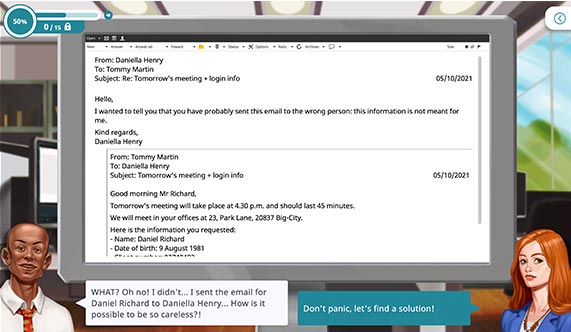 50%
0 / 15
Open
New Answer Answer all Forward Status Options Tools Archives Size
From: Daniella Henry
To: Tommy Martin
Subject: Re: Tomorrow's meeting + login info 05/10/2021
Hello,
I wanted to tell you that you have probably sent this email to the wrong person: this information is not meant for
me.
Kind regards,
Daniella Henry
From: Tommy Martin
To: Daniella Henry
Subject: Tomorrow's meeting + login info 05/10/2021
Good morning Mr Richard,
Tomorrow's meeting will take place at 4.30 p.m. and should last 45 minutes.
We will meet in your offices at 23, Park Lane, 20837 Big-City.
Here is the information you requested:
- Name: Daniel Richard
- Date of birth: 9 August 1981
WHAT? Oh no! I didn't... I sent the email for
Daniel Richard to Daniella Henry... How is it
possible to be so careless?!
Don't panic, let's find a solution!